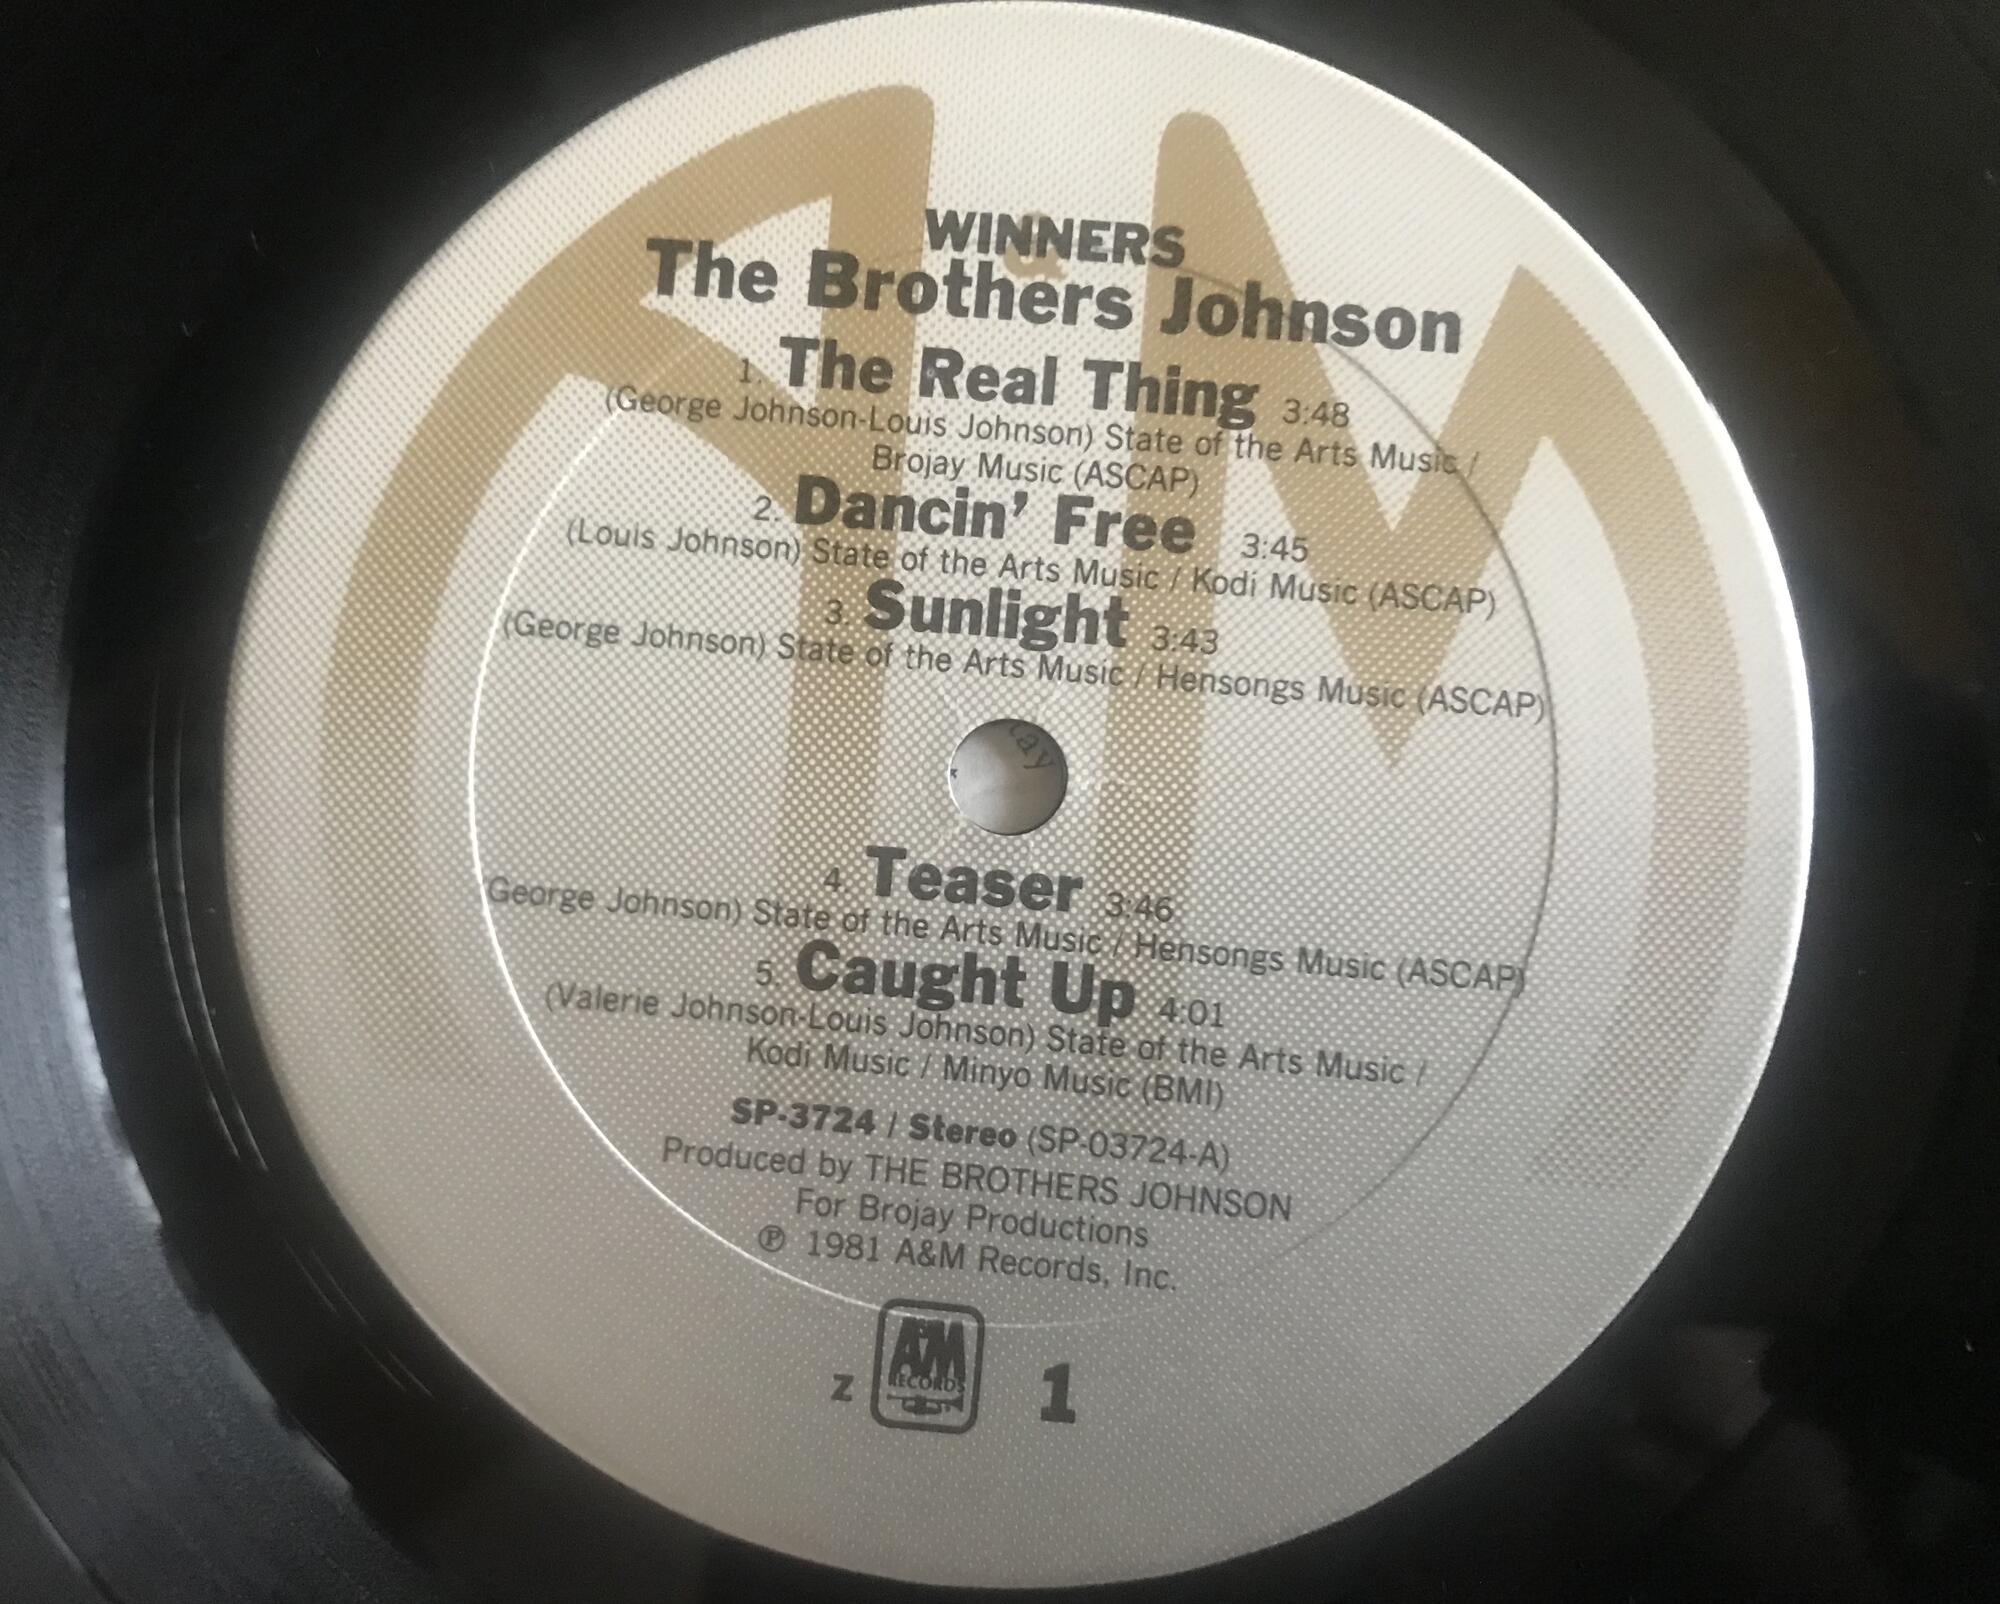 WINNERS
The Brothers Johnson
1. The Real Thing 3:48
(George Johnson-Louis Johnson) State of the Arts Music /
Brojay Music (ASCAP)
2. Dancin' Free 3:45
(Louis Johnson) State of the Arts Music / Kodi Music (ASCAP)
3. Sunlight 3:43
(George Johnson) State of the Arts Music / Hensongs Music (ASCAP)
tay
4. Teaser 3:46
George Johnson) State of the Arts Music / Hensongs Music (ASCAP)
5. Caught Up 4:01
(Valerie Johnson-Louis Johnson) State of the Arts Music /
Kodi Music / Minyo Music (BMI)
SP-3724 / Stereo (SP-03724-A)
Produced by THE BROTHERS JOHNSON
For Brojay Productions
℗ 1981 A&M Records, Inc.
z A&M RECORDS 1